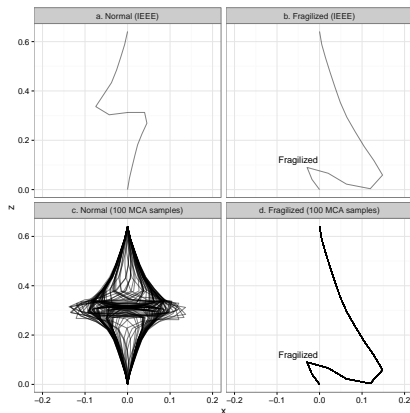 a. Normal (IEEE)
b. Fragilized (IEEE)
0.6
0.4
0.2
0.0
Fragilized
z
c. Normal (100 MCA samples)
d. Fragilized (100 MCA samples)
0.6
0.4
0.2
0.0
Fragilized
−0.2 −0.1 0.0 0.1 0.2 −0.2 −0.1 0.0 0.1 0.2
x